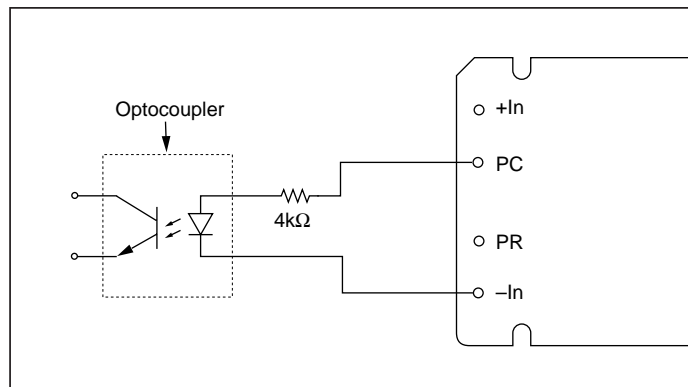 Optocoupler
4kΩ
+In
PC
PR
–In